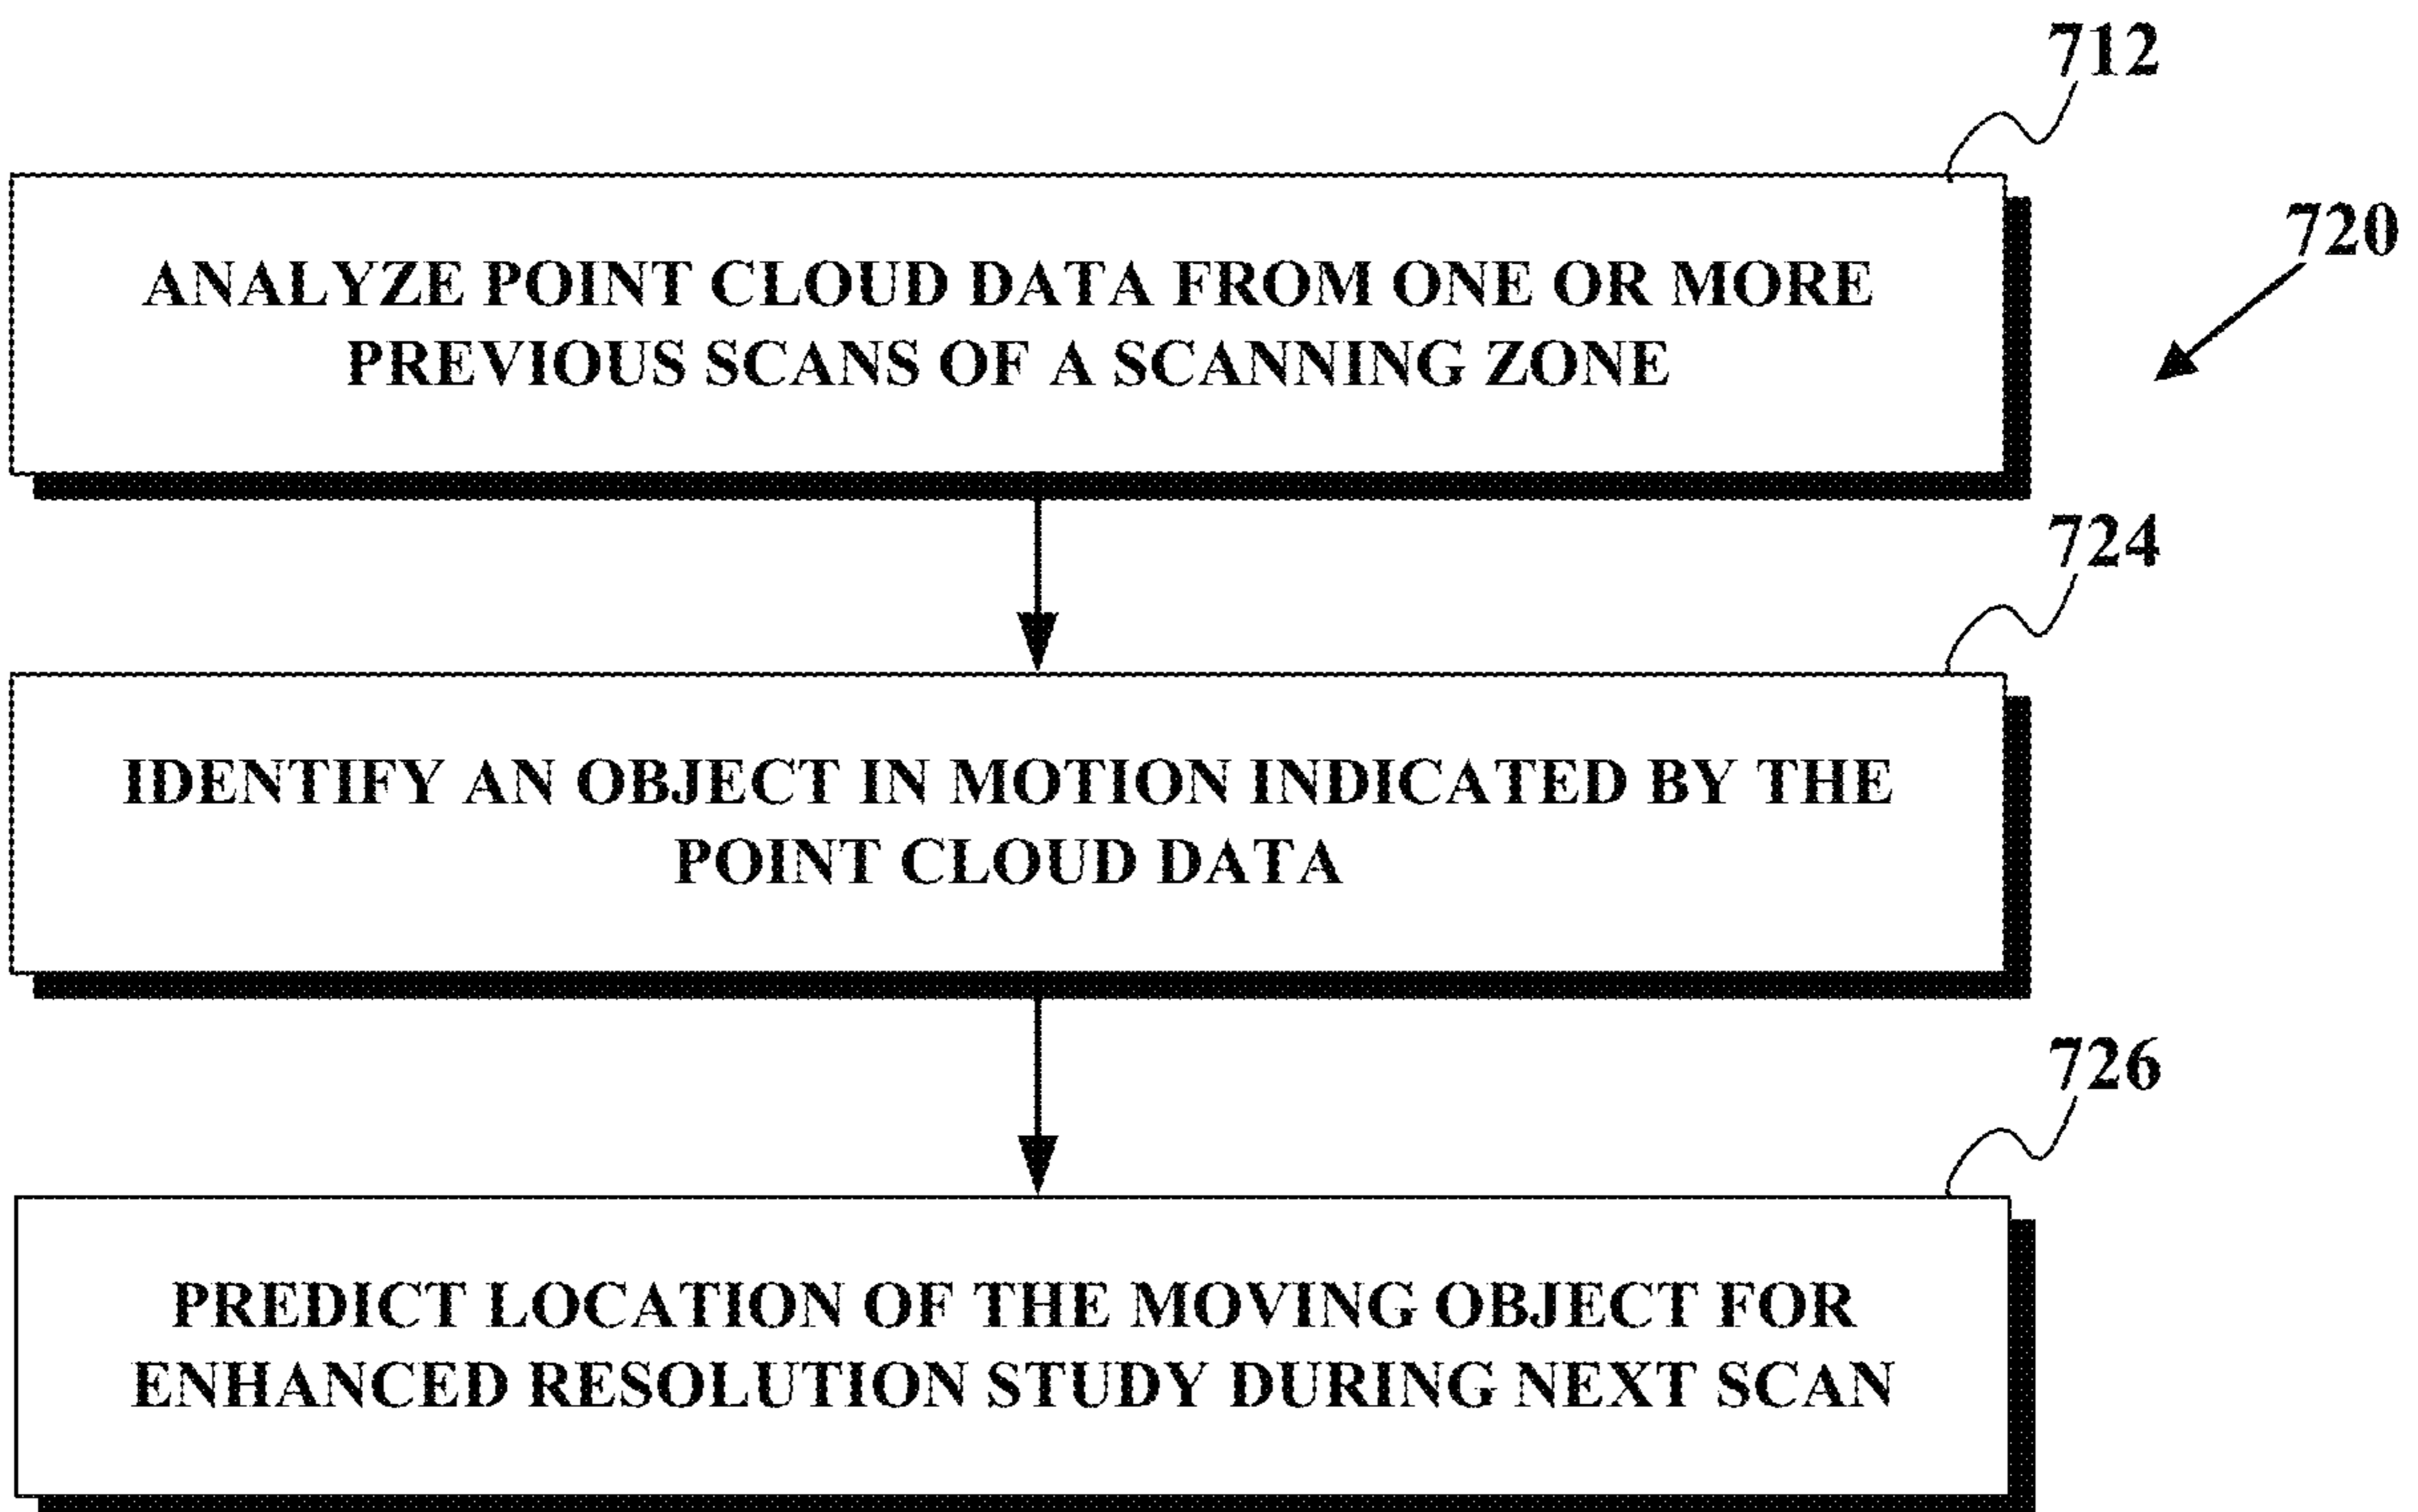 712
720
ANALYZE POINT CLOUD DATA FROM ONE OR MORE
PREVIOUS SCANS OF A SCANNING ZONE
724
IDENTIFY AN OBJECT IN MOTION INDICATED BY THE
POINT CLOUD DATA
726
PREDICT LOCATION OF THE MOVING OBJECT FOR
ENHANCED RESOLUTION STUDY DURING NEXT SCAN